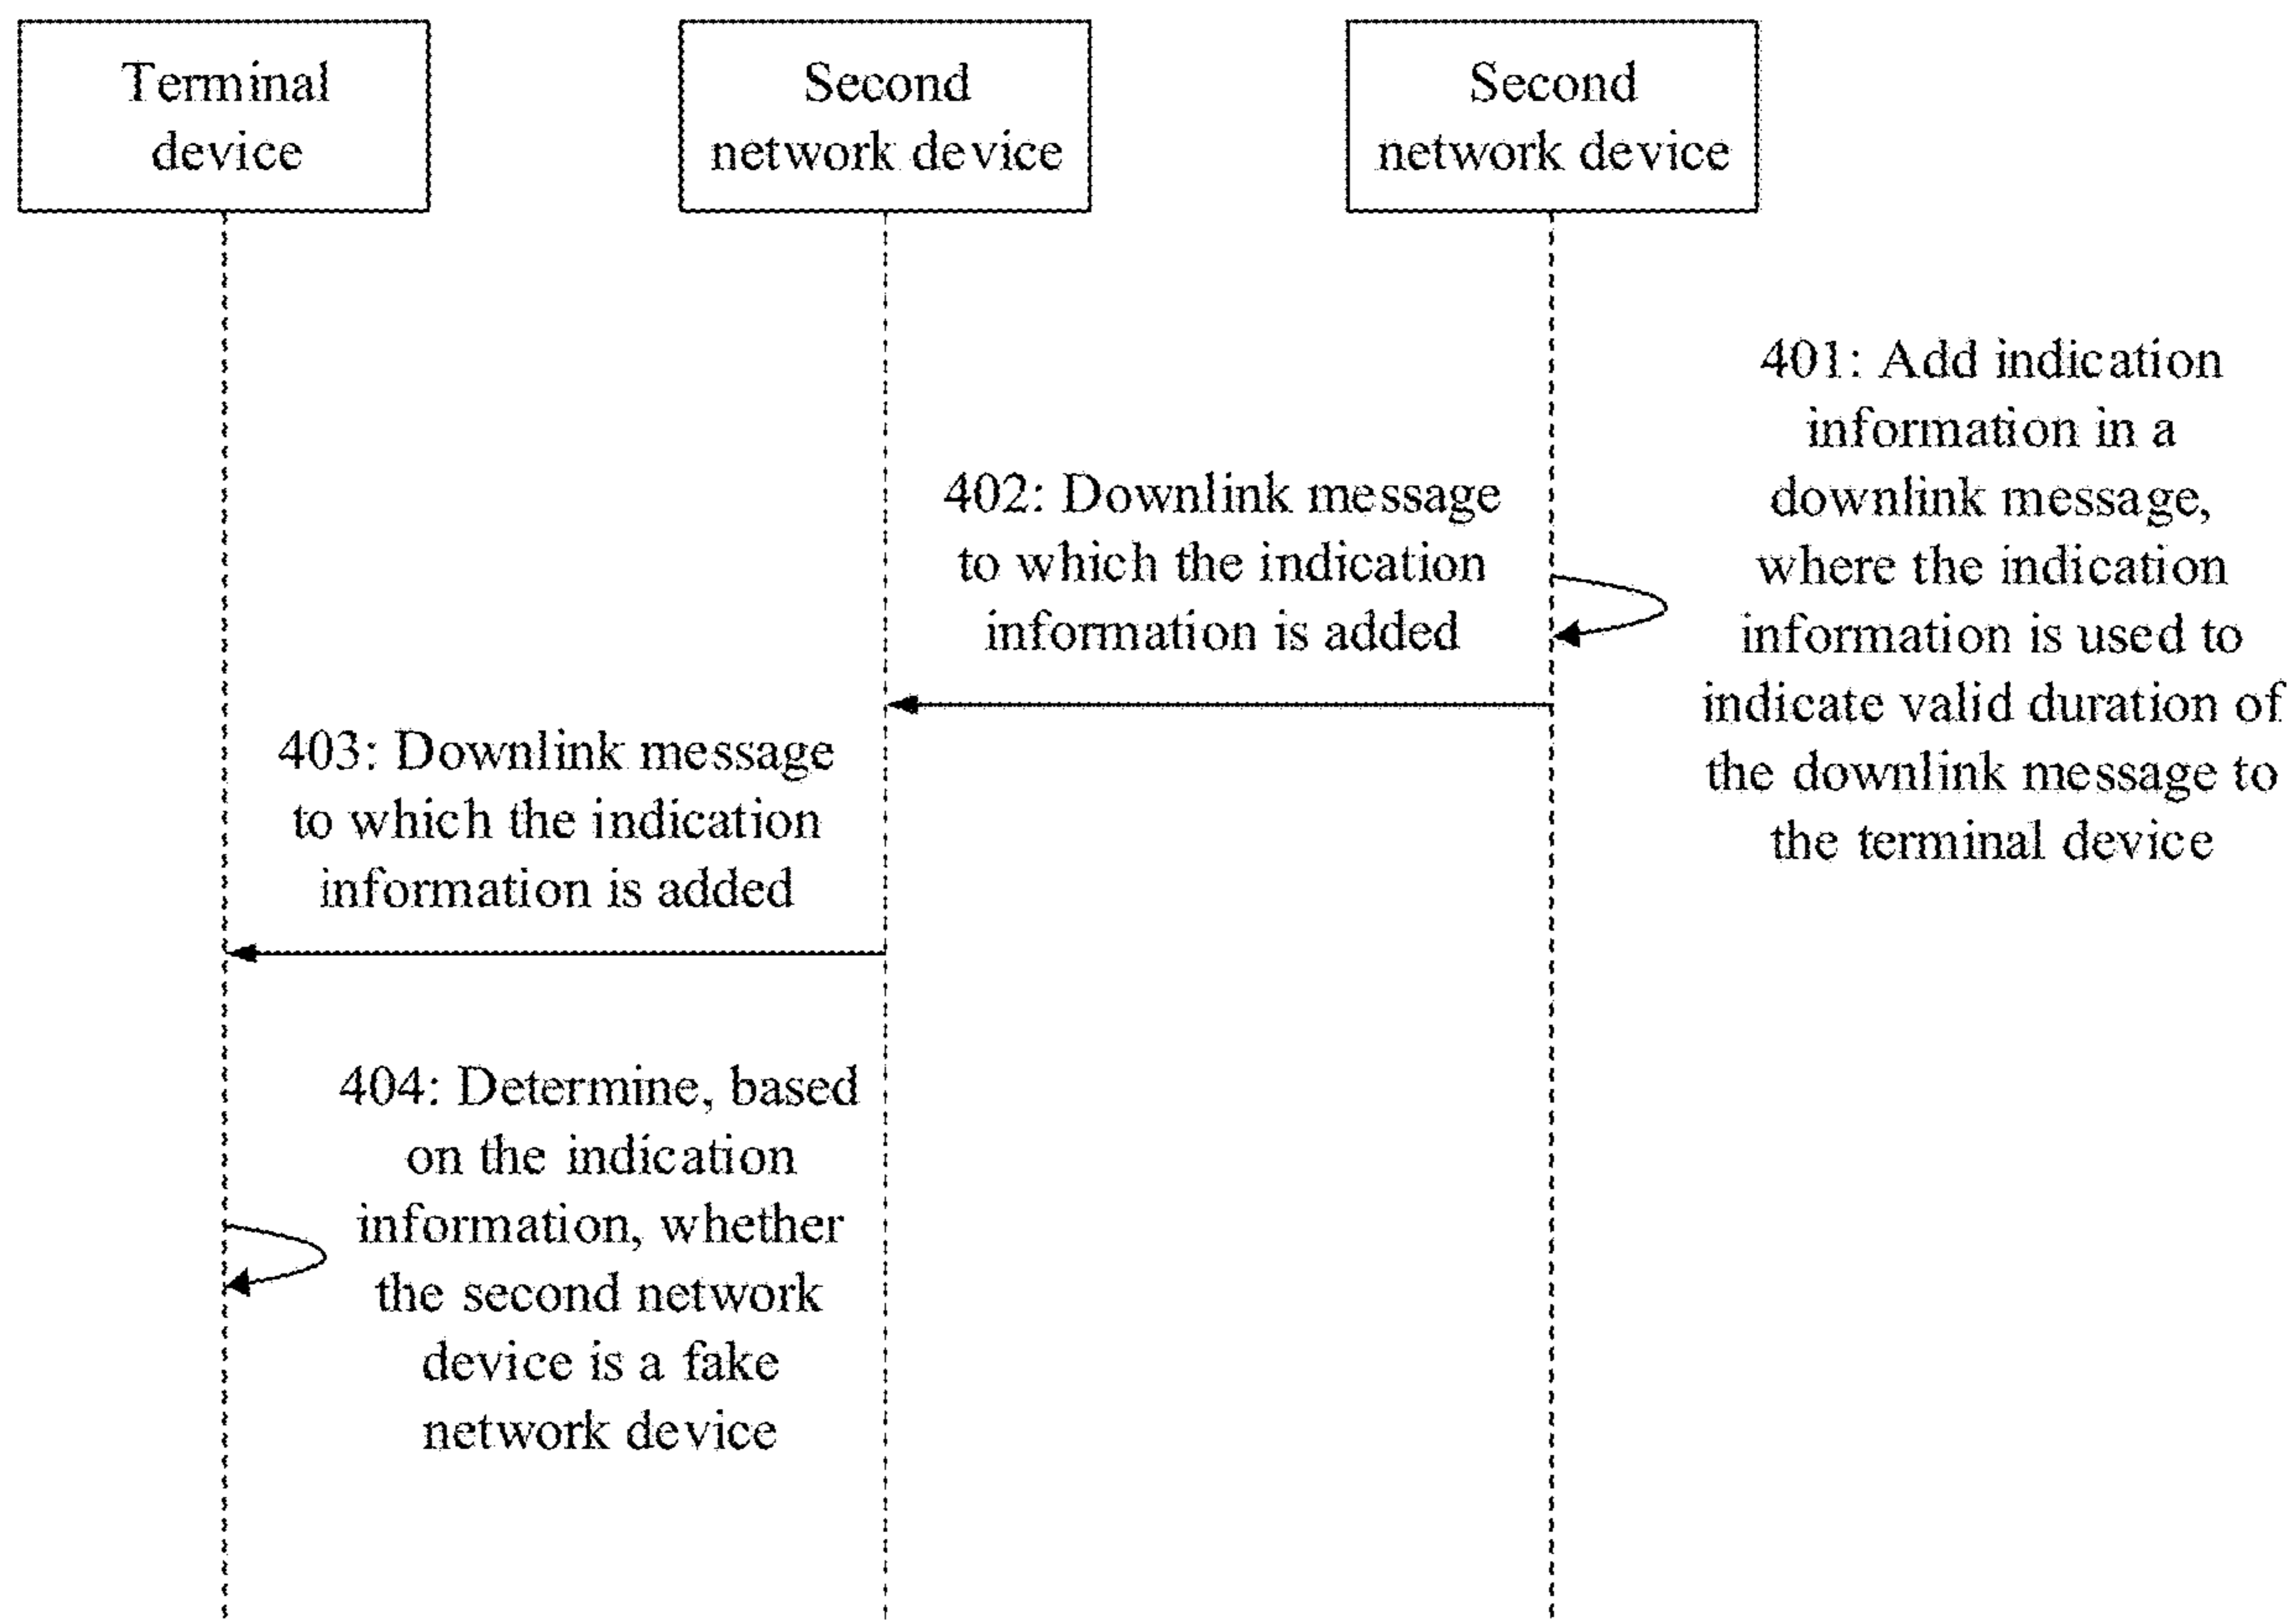 Terminal
device
Second
network device
Second
network device
401: Add indication
information in a
downlink message,
where the indication
information is used to
indicate valid duration of
the downlink message to
the terminal device
402: Downlink message
to which the indication
information is added
403: Downlink message
to which the indication
information is added
404: Determine, based
on the indication
information, whether
the second network
device is a fake
network device